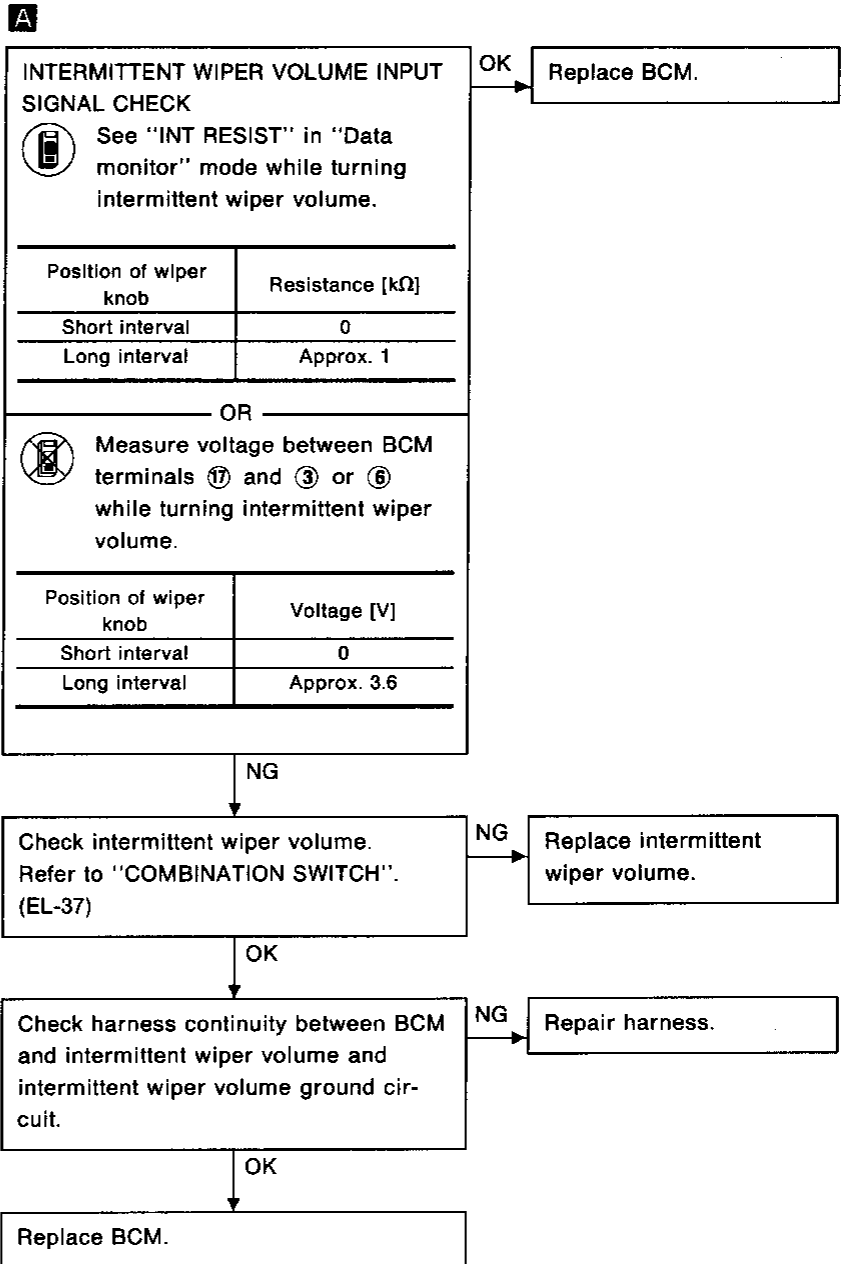 A
INTERMITTENT WIPER VOLUME INPUT
SIGNAL CHECK
See "INT RESIST" in "Data
monitor" mode while turning
intermittent wiper volume.
Position of wiper
knob
Resistance [kΩ]
Short interval 0
Long interval Approx. 1
OR
Measure voltage between BCM
terminals ⑰ and ③ or ⑥
while turning intermittent wiper
volume.
Position of wiper
knob
Voltage [V]
Short interval 0
Long interval Approx. 3.6
OK
Replace BCM.
NG
Check intermittent wiper volume.
Refer to "COMBINATION SWITCH".
(EL-37)
NG
Replace intermittent
wiper volume.
OK
Check harness continuity between BCM
and intermittent wiper volume and
intermittent wiper volume ground cir-
cuit.
NG
Repair harness.
OK
Replace BCM.